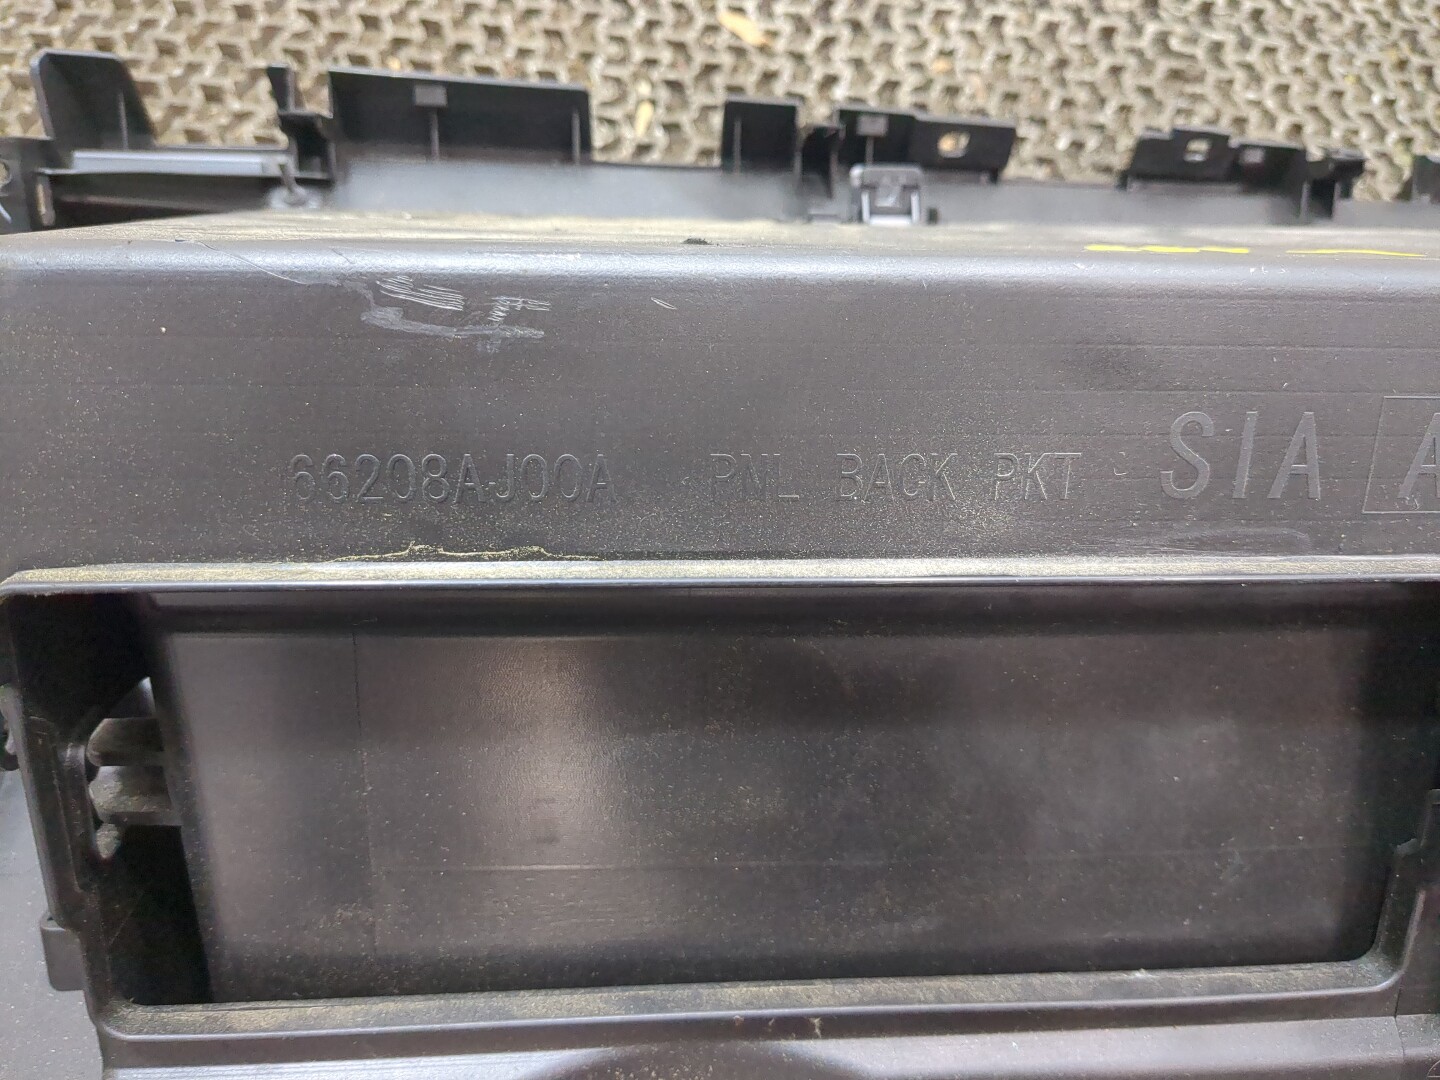 66208AJ00A PNL BACK PKT SIA A